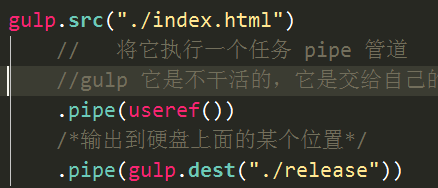 gulp.src("./index.html")
//   将它执行一个任务 pipe 管道
//gulp 它是不干活的，它是交给自己的
.pipe(useref())
/*输出到硬盘上面的某个位置*/
.pipe(gulp.dest("./release"))